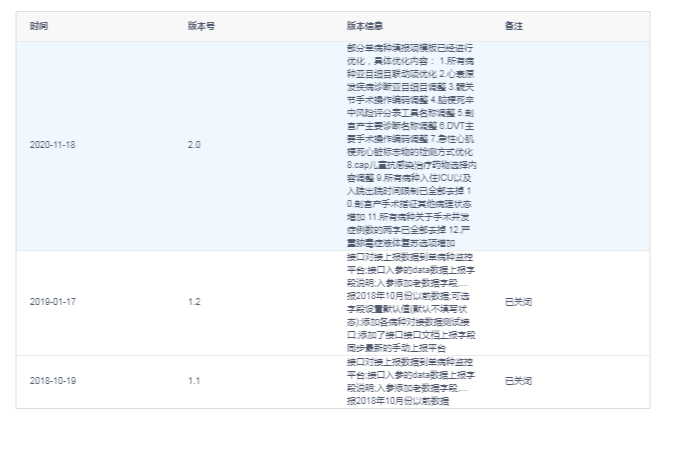 时间 版本号 版本信息 备注
部分单病种填报项模板已经进行
优化，具体优化内容： 1.所有病
种亚目细目联动项优化 2.心衰原
发疾病诊断亚目细目调整 3.髋关
节手术操作编码调整 4.脑梗死卒
中风险评分表工具名称调整 5.剖
宫产主要诊断名称调整 6.DVT主
要手术操作编码调整 7.急性心肌
梗死心脏标志物的检测方式优化
2020-11-18 2.0
8.cap儿童抗感染治疗药物选择内
容调整 9.所有病种入住ICU以及
入院出院时间限制已全部去掉 1
0.剖宫产手术指征其他病理状态
增加 11.所有病种关于手术并发
症例数的两字已全部去掉 12.严
重脓毒症液体复苏选项增加
接口对接上报数据到单病种监控
平台;接口入参的data数据上报字
段说明;入参添加老数据字段,...
报2018年10月份以前数据;可选
2019-01-17 1.2 字段设置默认值(默认不填写状 已关闭
态);添加各病种对接数据测试接
口;添加了接口接口文档上报字段
同步最新的手动上报平台
接口对接上报数据到单病种监控
平台;接口入参的data数据上报字
2018-10-19 1.1 段说明;入参添加老数据字段,... 已关闭
报2018年10月份以前数据